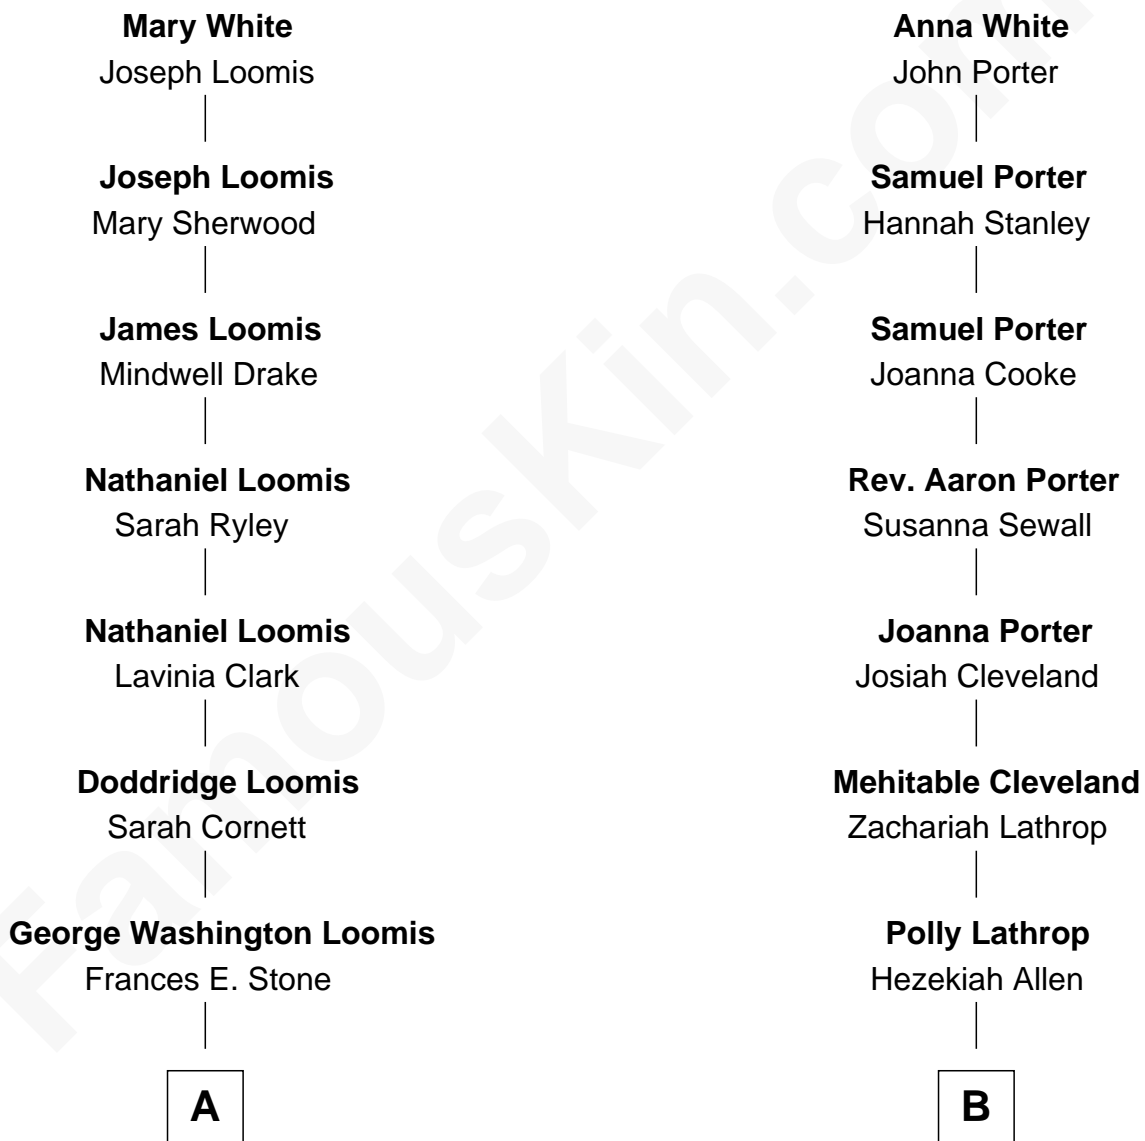 Mary White
Joseph Loomis
Joseph Loomis
Mary Sherwood
James Loomis
Mindwell Drake
Nathaniel Loomis
Sarah Ryley
Nathaniel Loomis
Lavinia Clark
Doddridge Loomis
Sarah Cornett
George Washington Loomis
Frances E. Stone
A
Anna White
John Porter
Samuel Porter
Hannah Stanley
Samuel Porter
Joanna Cooke
Rev. Aaron Porter
Susanna Sewall
Joanna Porter
Josiah Cleveland
Mehitable Cleveland
Zachariah Lathrop
Polly Lathrop
Hezekiah Allen
B
FamousKin.com